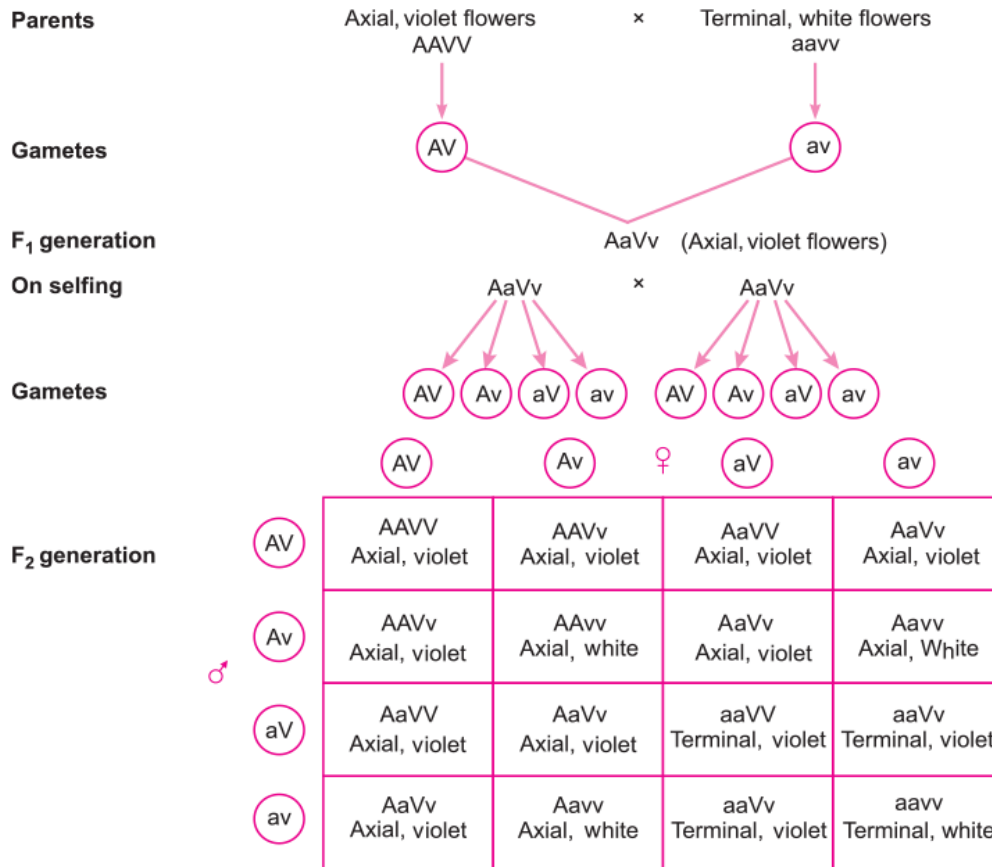 Parents
Axial, violet flowers × Terminal, white flowers
AAVV aavv
Gametes
AV av
F₁ generation
AaVv (Axial, violet flowers)
On selfing
AaVv × AaVv
Gametes
AV Av aV av AV Av aV av
AV Av ♀ aV av
F₂ generation
AV
AAVV AAVv AaVV AaVv
Axial, violet Axial, violet Axial, violet Axial, violet
♂
Av
AAVv AAvv AaVv Aavv
Axial, violet Axial, white Axial, violet Axial, White
aV
AaVV AaVv aaVV aaVv
Axial, violet Axial, violet Terminal, violet Terminal, violet
av
AaVv Aavv aaVv aavv
Axial, violet Axial, white Terminal, violet Terminal, white